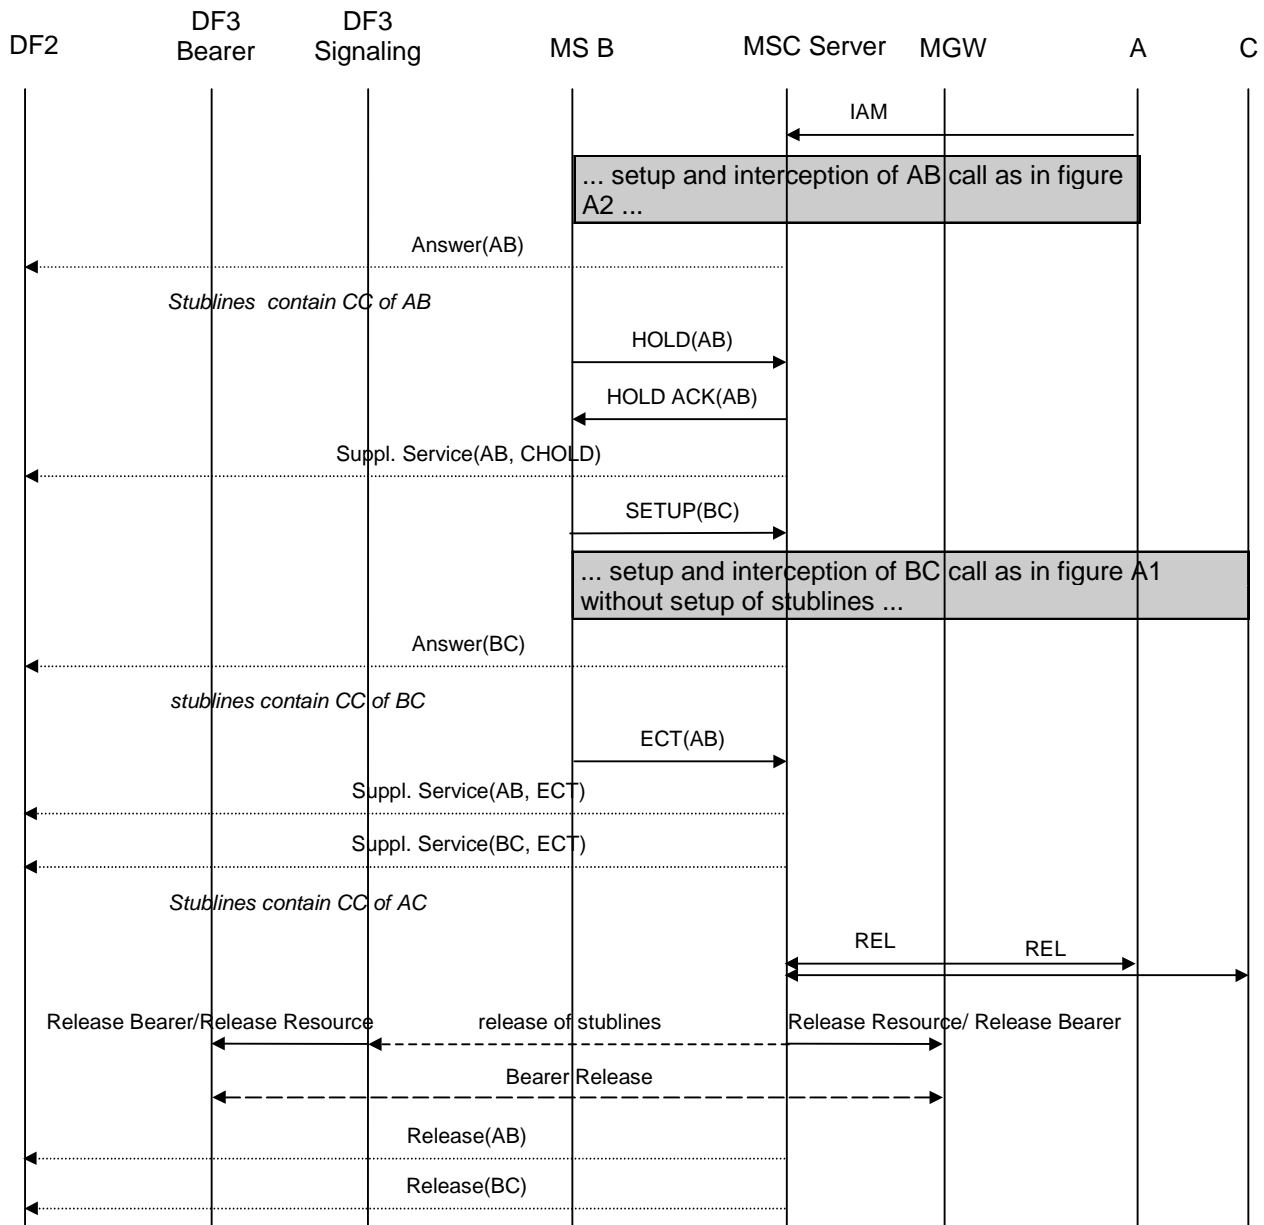 DF2
DF3
Bearer
DF3
Signaling
MS B
MSC Server
MGW
A
C
IAM
... setup and interception of AB call as in figure
A2 ...
Answer(AB)
Stublines contain CC of AB
HOLD(AB)
HOLD ACK(AB)
Suppl. Service(AB, CHOLD)
SETUP(BC)
... setup and interception of BC call as in figure A1
without setup of stublines ...
Answer(BC)
stublines contain CC of BC
ECT(AB)
Suppl. Service(AB, ECT)
Suppl. Service(BC, ECT)
Stublines contain CC of AC
REL
REL
Release Bearer/Release Resource
release of stublines
Release Resource/ Release Bearer
Bearer Release
Release(AB)
Release(BC)